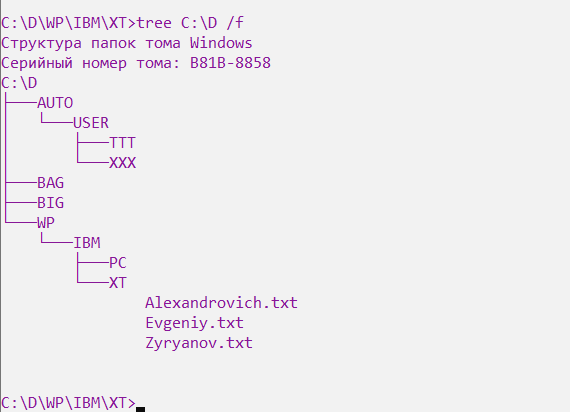 C:\D\WP\IBM\XT>tree C:\D /f
Структура папок тома Windows
Серийный номер тома: B81B-8858
C:\D
├───AUTO
│   └───USER
│       ├───TTT
│       └───XXX
├───BAG
├───BIG
└───WP
    └───IBM
        ├───PC
        └───XT
                Alexandrovich.txt
                Evgeniy.txt
                Zyryanov.txt
C:\D\WP\IBM\XT>